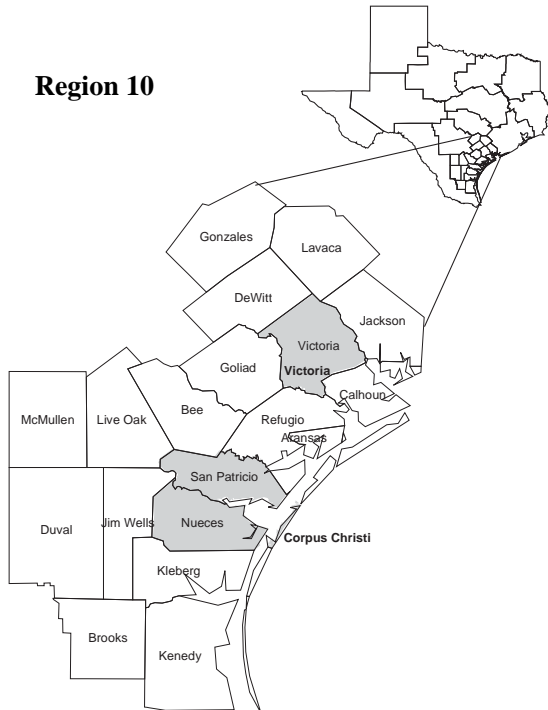 Region 10
Gonzales
Lavaca
DeWitt
Jackson
Victoria
Victoria
Goliad
Calhoun
Bee
Refugio
McMullen
Live Oak
Aransas
San Patricio
Duval
Jim Wells
Nueces
Corpus Christi
Kleberg
Brooks
Kenedy